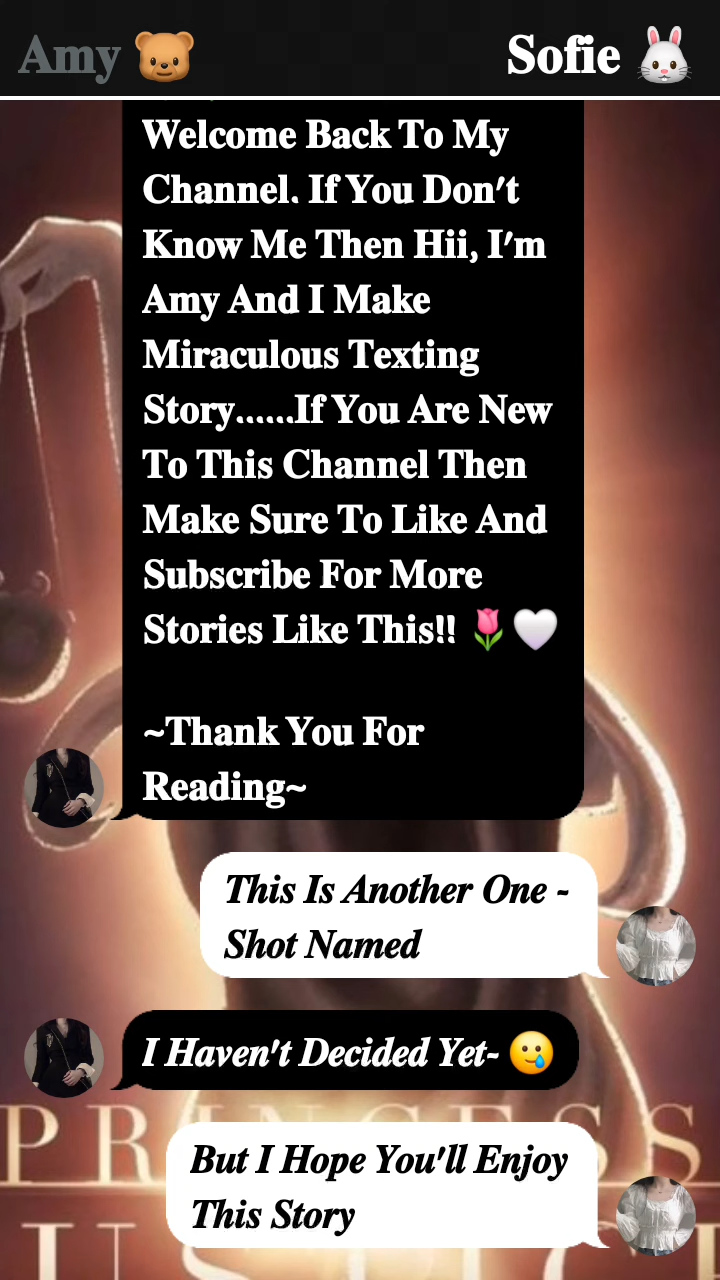 Amy 🐻 Sofie 🐰
Welcome Back To My
Channel. If You Don't
Know Me Then Hii, I'm
Amy And I Make
Miraculous Texting
Story......If You Are New
To This Channel Then
Make Sure To Like And
Subscribe For More
Stories Like This!! 🌷🤍
~Thank You For
Reading~
This Is Another One -
Shot Named
I Haven't Decided Yet- 🥲
But I Hope You'll Enjoy
This Story